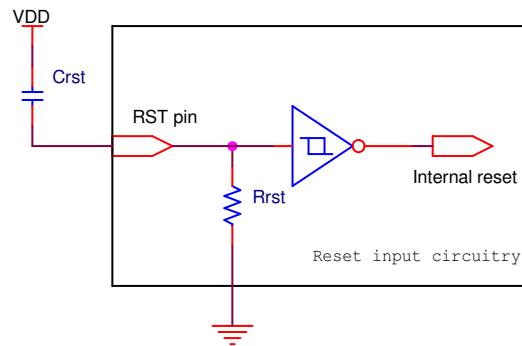 VDD
Crst
RST pin
Rrst
Internal reset
Reset input circuitry